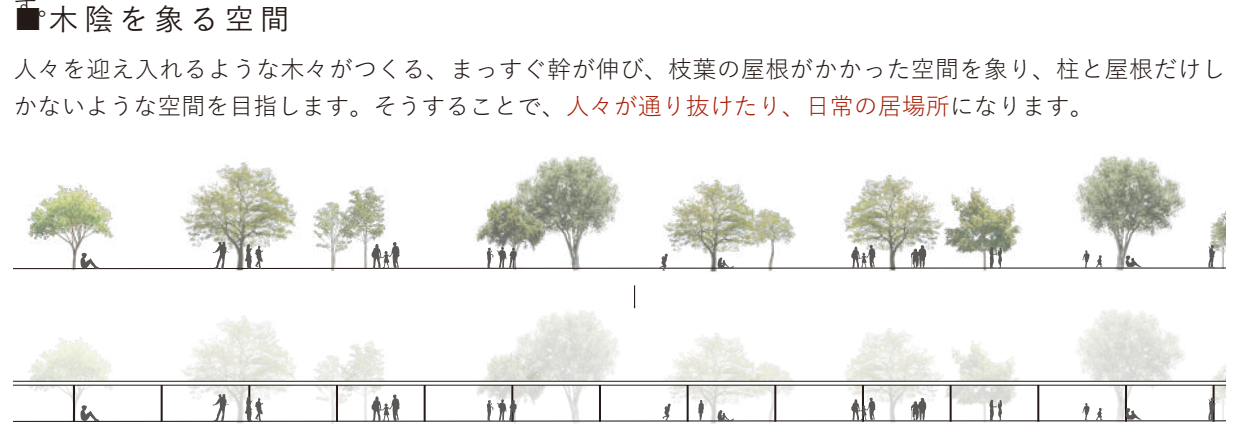 ■木陰を象る空間
人々を迎え入れるような木々がつくる、まっすぐ幹が伸び、枝葉の屋根がかかった空間を象り、柱と屋根だけし
かないような空間を目指します。そうすることで、人々が通り抜けたり、日常の居場所になります。